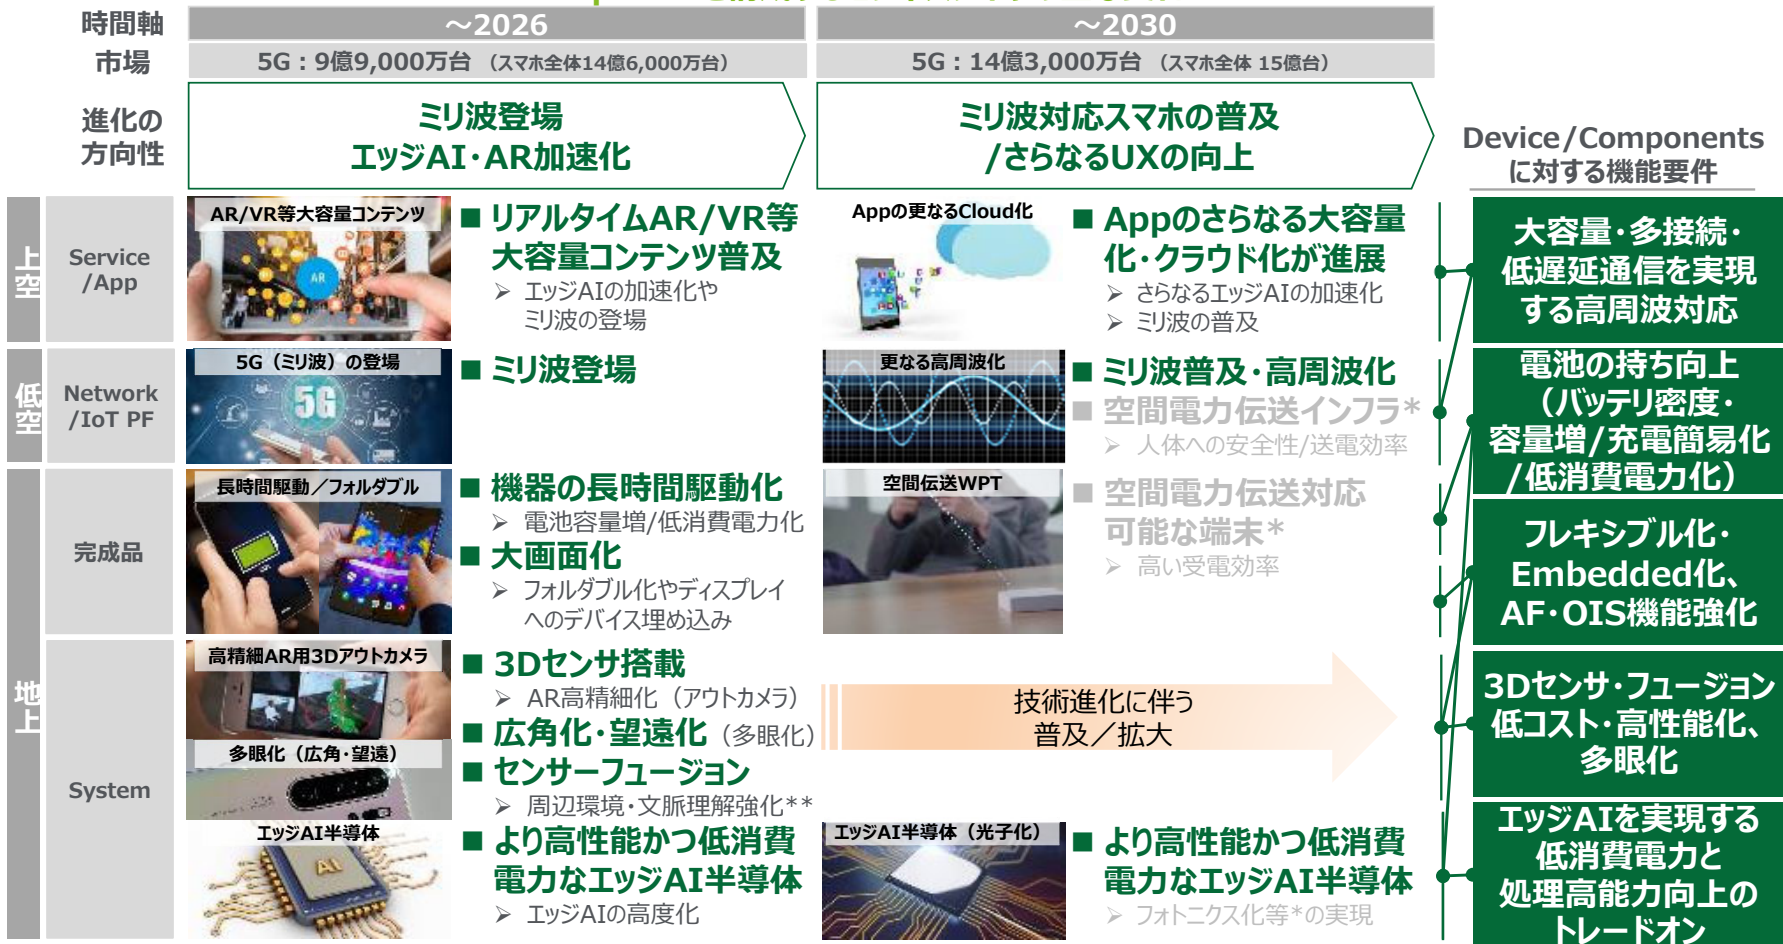 時間軸
～2026
～2030
市場
5G：9億9,000万台 （スマホ全体14億6,000万台）
5G：14億3,000万台 （スマホ全体 15億台）
進化の
方向性
ミリ波登場
エッジAI・AR加速化
ミリ波対応スマホの普及
/さらなるUXの向上
Device/Components
に対する機能要件
上空
Service
/App
AR/VR等大容量コンテンツ
AR
■ リアルタイムAR/VR等
大容量コンテンツ普及
➢ エッジAIの加速化や
ミリ波の登場
Appの更なるCloud化
■ Appのさらなる大容量
化・クラウド化が進展
➢ さらなるエッジAIの加速化
➢ ミリ波の普及
大容量・多接続・
低遅延通信を実現
する高周波対応
低空
Network
/IoT PF
5G（ミリ波）の登場
5G
■ ミリ波登場
更なる高周波化
■ ミリ波普及・高周波化
■ 空間電力伝送インフラ*
➢ 人体への安全性/送電効率
電池の持ち向上
（バッテリ密度・
容量増/充電簡易化
/低消費電力化）
地上
完成品
長時間駆動／フォルダブル
■ 機器の長時間駆動化
➢ 電池容量増/低消費電力化
■ 大画面化
➢ フォルダブル化やディスプレイ
へのデバイス埋め込み
空間伝送WPT
■ 空間電力伝送対応
可能な端末*
➢ 高い受電効率
フレキシブル化・
Embedded化、
AF・OIS機能強化
System
高精細AR用3Dアウトカメラ
多眼化（広角・望遠）
■ 3Dセンサ搭載
➢ AR高精細化（アウトカメラ）
■ 広角化・望遠化（多眼化）
■ センサーフュージョン
➢ 周辺環境・文脈理解強化**
技術進化に伴う
普及／拡大
3Dセンサ・フュージョン
低コスト・高性能化、
多眼化
エッジAI半導体
AI
■ より高性能かつ低消費
電力なエッジAI半導体
➢ エッジAIの高度化
エッジAI半導体（光子化）
■ より高性能かつ低消費
電力なエッジAI半導体
➢ フォトニクス化等*の実現
エッジAIを実現する
低消費電力と
処理高能力向上の
トレードオン